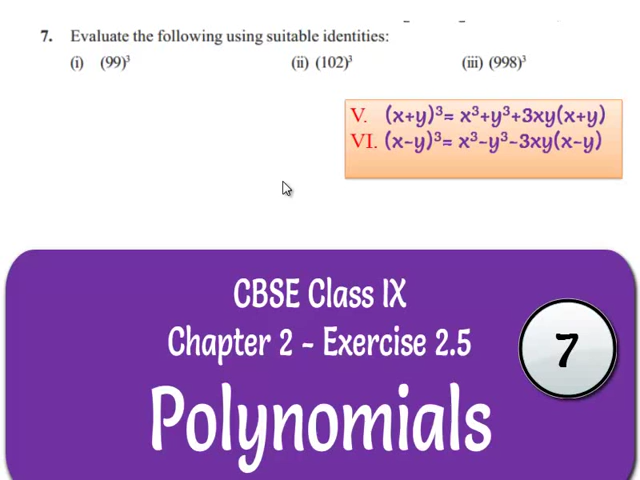 7. Evaluate the following using suitable identities:
(i) (99)³ (ii) (102)³ (iii) (998)³
V. (x+y)³= x³+y³+3xy(x+y)
VI. (x-y)³= x³-y³-3xy(x-y)
CBSE Class IX
Chapter 2 - Exercise 2.5
7
Polynomials